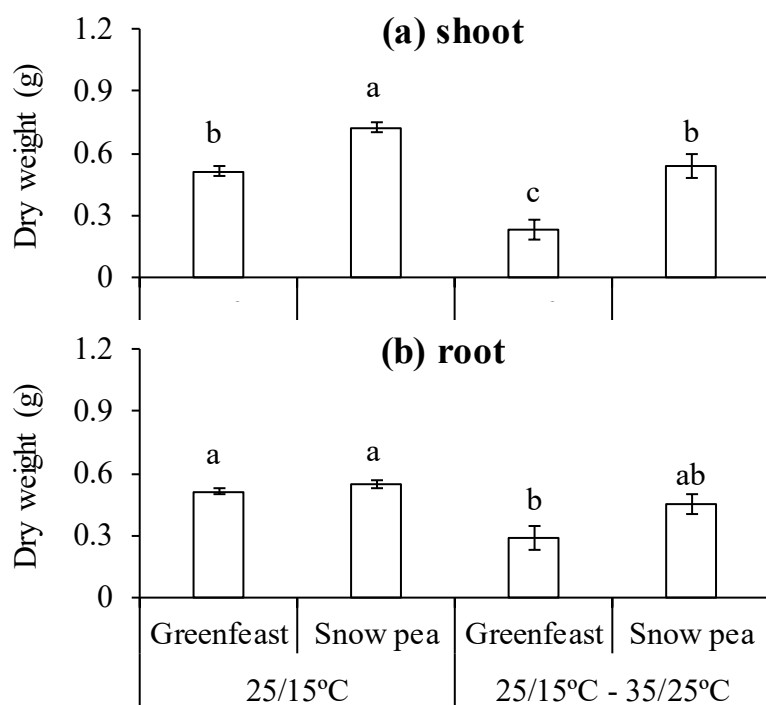 (a) shoot
Dry weight (g)
1.2
0.9
0.6
0.3
0
b
a
c
b
(b) root
Dry weight (g)
1.2
0.9
0.6
0.3
0
a
a
b
ab
Greenfeast Snow pea Greenfeast Snow pea
25/15ºC 25/15ºC - 35/25ºC